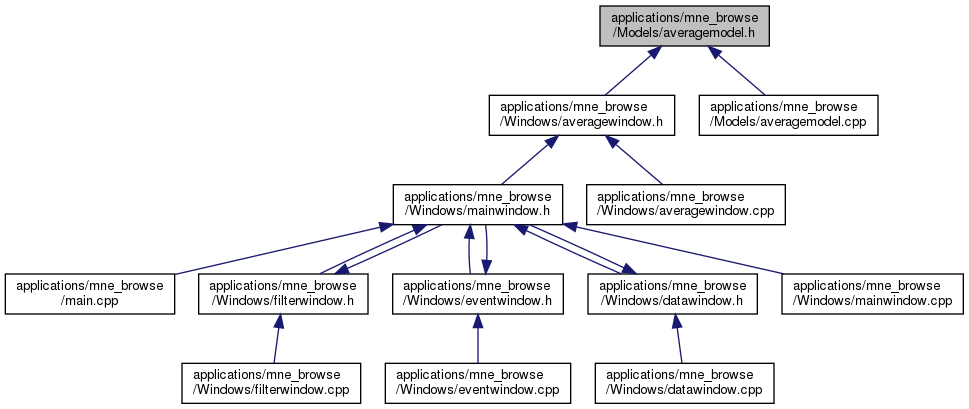 applications/mne_browse
/Models/averagemodel.h
applications/mne_browse
/Windows/averagewindow.h
applications/mne_browse
/Models/averagemodel.cpp
applications/mne_browse
/Windows/mainwindow.h
applications/mne_browse
/Windows/averagewindow.cpp
applications/mne_browse
/main.cpp
applications/mne_browse
/Windows/filterwindow.h
applications/mne_browse
/Windows/eventwindow.h
applications/mne_browse
/Windows/datawindow.h
applications/mne_browse
/Windows/mainwindow.cpp
applications/mne_browse
/Windows/filterwindow.cpp
applications/mne_browse
/Windows/eventwindow.cpp
applications/mne_browse
/Windows/datawindow.cpp